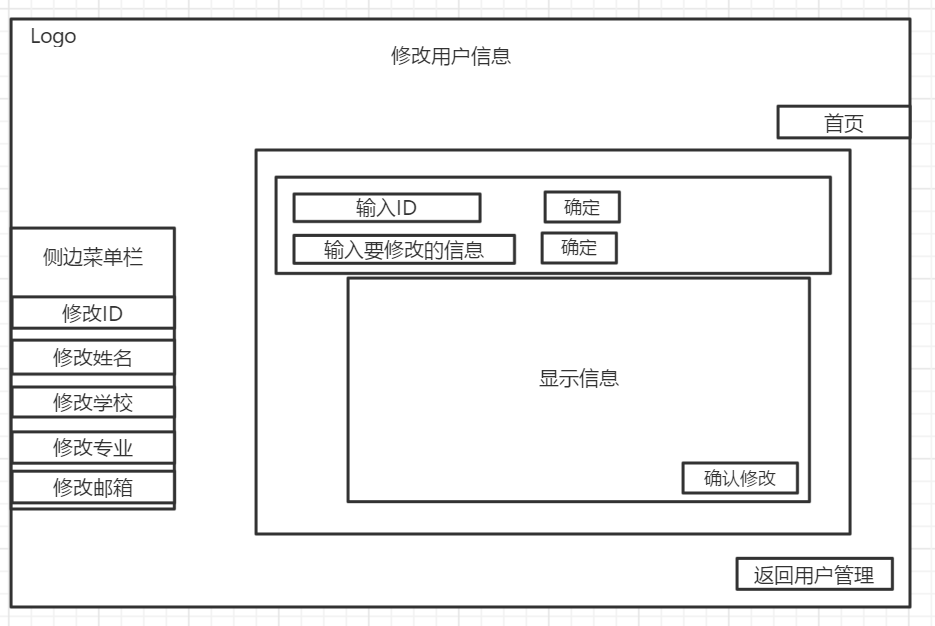 Logo
修改用户信息
首页
输入ID
确定
输入要修改的信息
确定
侧边菜单栏
修改ID
修改姓名
修改学校
修改专业
修改邮箱
显示信息
确认修改
返回用户管理